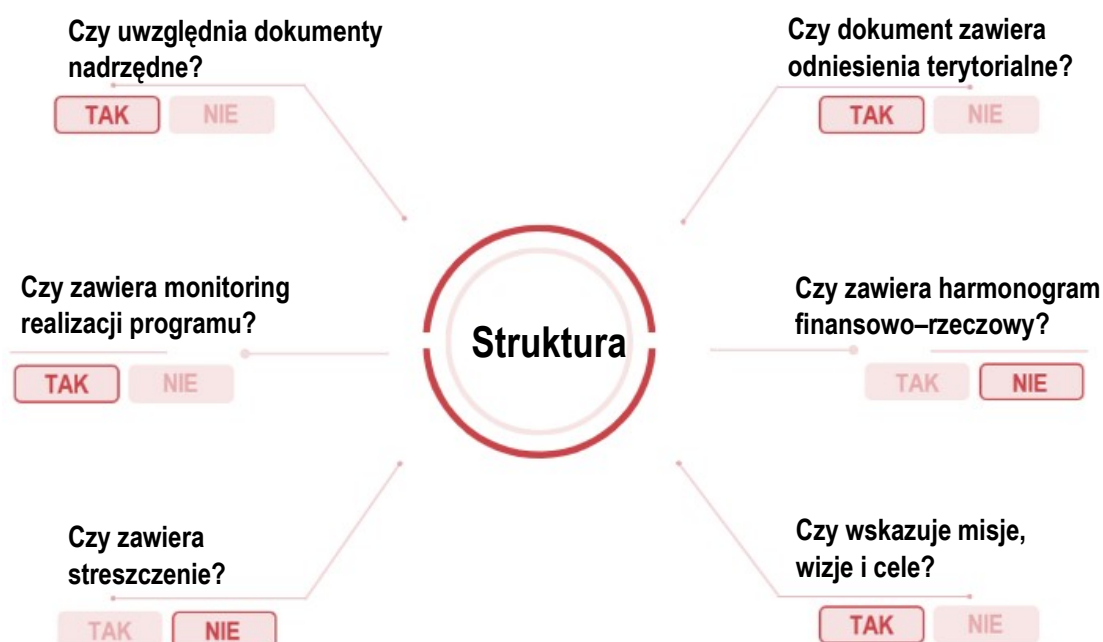 Czy uwzględnia dokumenty
nadrzędne?
TAK NIE
Czy dokument zawiera
odniesienia terytorialne?
TAK NIE
Czy zawiera monitoring
realizacji programu?
TAK NIE
Struktura
Czy zawiera harmonogram
finansowo–rzeczowy?
TAK NIE
Czy zawiera
streszczenie?
TAK NIE
Czy wskazuje misje,
wizje i cele?
TAK NIE